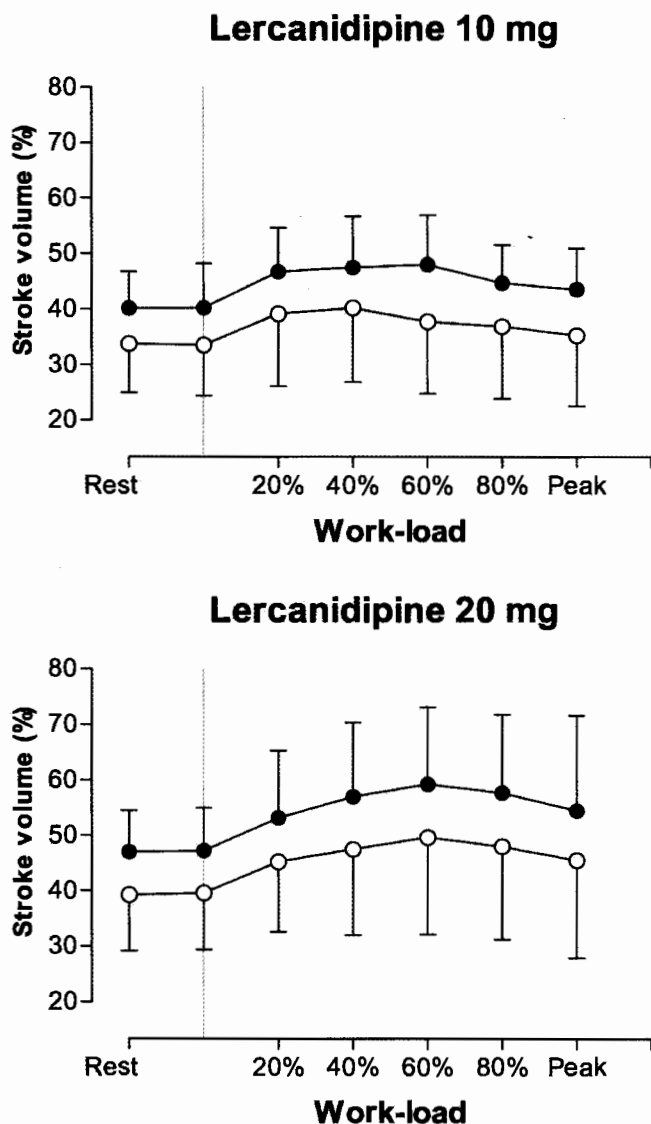 Lercanidipine 10 mg
Stroke volume (%)
80
70
60
50
40
30
20
Rest 20% 40% 60% 80% Peak
Work-load
Lercanidipine 20 mg
Stroke volume (%)
80
70
60
50
40
30
20
Rest 20% 40% 60% 80% Peak
Work-load